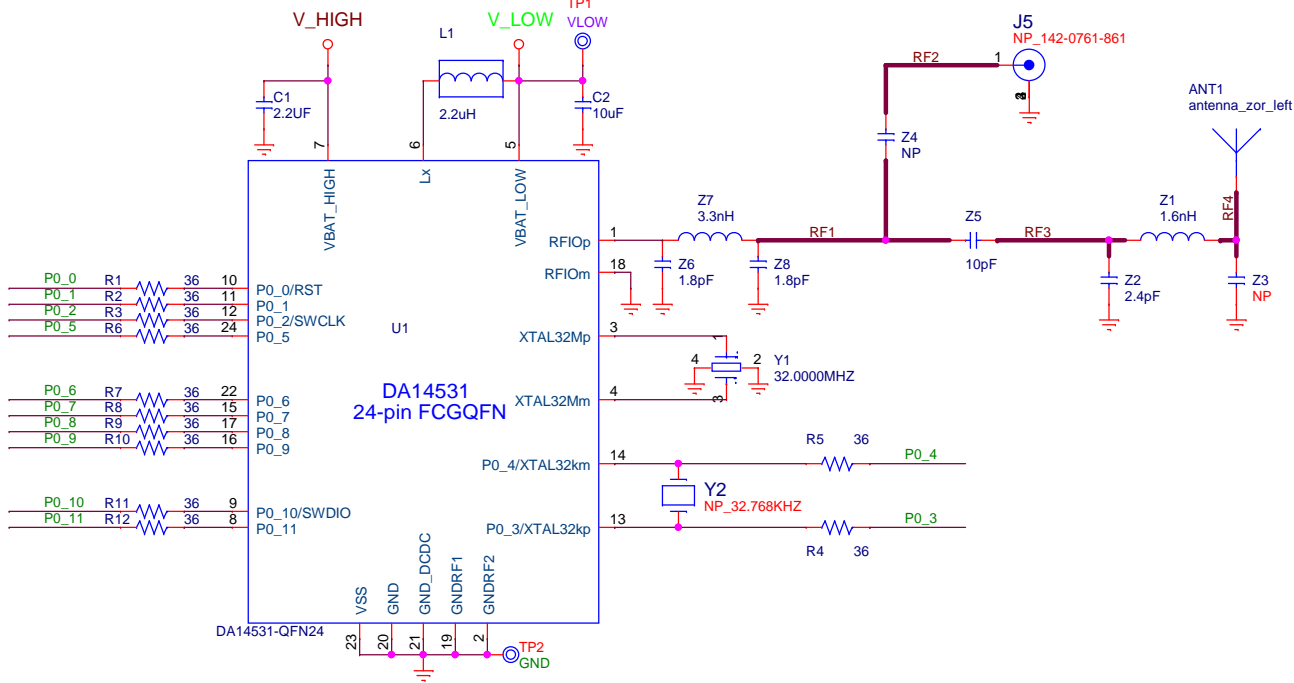 V_HIGH
V_LOW
TP1
VLOW
L1
2.2uH
C1
2.2UF
C2
10uF
J5
NP_142-0761-861
1
RF2
ANT1
antenna_zor_left
Z4
NP
7
6
5
VBAT_HIGH
Lx
VBAT_LOW
Z7
3.3nH
RF1
Z5
10pF
RF3
Z1
1.6nH
RF4
RFIOp
1
RFIOm
18
Z6
1.8pF
Z8
1.8pF
Z2
2.4pF
Z3
NP
P0_0 R1 36 10 P0_0/RST
P0_1 R2 36 11 P0_1
P0_2 R3 36 12 P0_2/SWCLK
P0_5 R6 36 24 P0_5
U1
XTAL32Mp
3
1
4
2
Y1
32.0000MHZ
3
XTAL32Mm
4
DA14531
24-pin FCGQFN
P0_6 R7 36 22 P0_6
P0_7 R8 36 15 P0_7
P0_8 R9 36 17 P0_8
P0_9 R10 36 16 P0_9
P0_4/XTAL32km
14
R5 36
P0_4
Y2
NP_32.768KHZ
P0_3/XTAL32kp
13
P0_3
R4 36
P0_10 R11 36 9 P0_10/SWDIO
P0_11 R12 36 8 P0_11
VSS
GND
GND_DCDC
GNDRF1
GNDRF2
DA14531-QFN24
23
20
21
19
2
TP2
GND